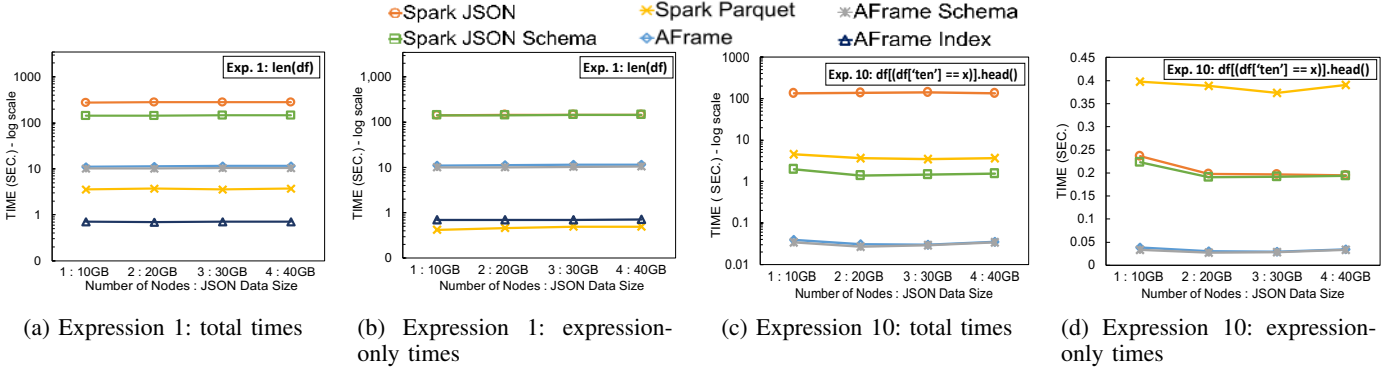 Spark JSON
Spark Parquet
AFrame Schema
Spark JSON Schema
AFrame
AFrame Index
Exp. 1: len(df)
TIME (SEC.) - log scale
1000
100
10
1
0
1 : 10GB
2 : 20GB
3 : 30GB
4 : 40GB
Number of Nodes : JSON Data Size
(a) Expression 1: total times
Exp. 1: len(df)
TIME (SEC.) - log scale
1,000
100
10
1
0
1 : 10GB
2 : 20GB
3 : 30GB
4 : 40GB
Number of Nodes : JSON Data Size
(b) Expression 1: expression-
only times
Exp. 10: df[(df['ten'] == x)].head()
TIME ( SEC.) - log scale
1000
100
10
1
0.1
0.01
1 : 10GB
2 : 20GB
3 : 30GB
4 : 40GB
Number of Nodes : JSON Data Size
(c) Expression 10: total times
Exp. 10: df[(df['ten'] == x)].head()
TIME (SEC.)
0.45
0.4
0.35
0.3
0.25
0.2
0.15
0.1
0.05
0
1 : 10GB
2 : 20GB
3 : 30GB
4 : 40GB
Number of Nodes : JSON Data Size
(d) Expression 10: expression-
only times